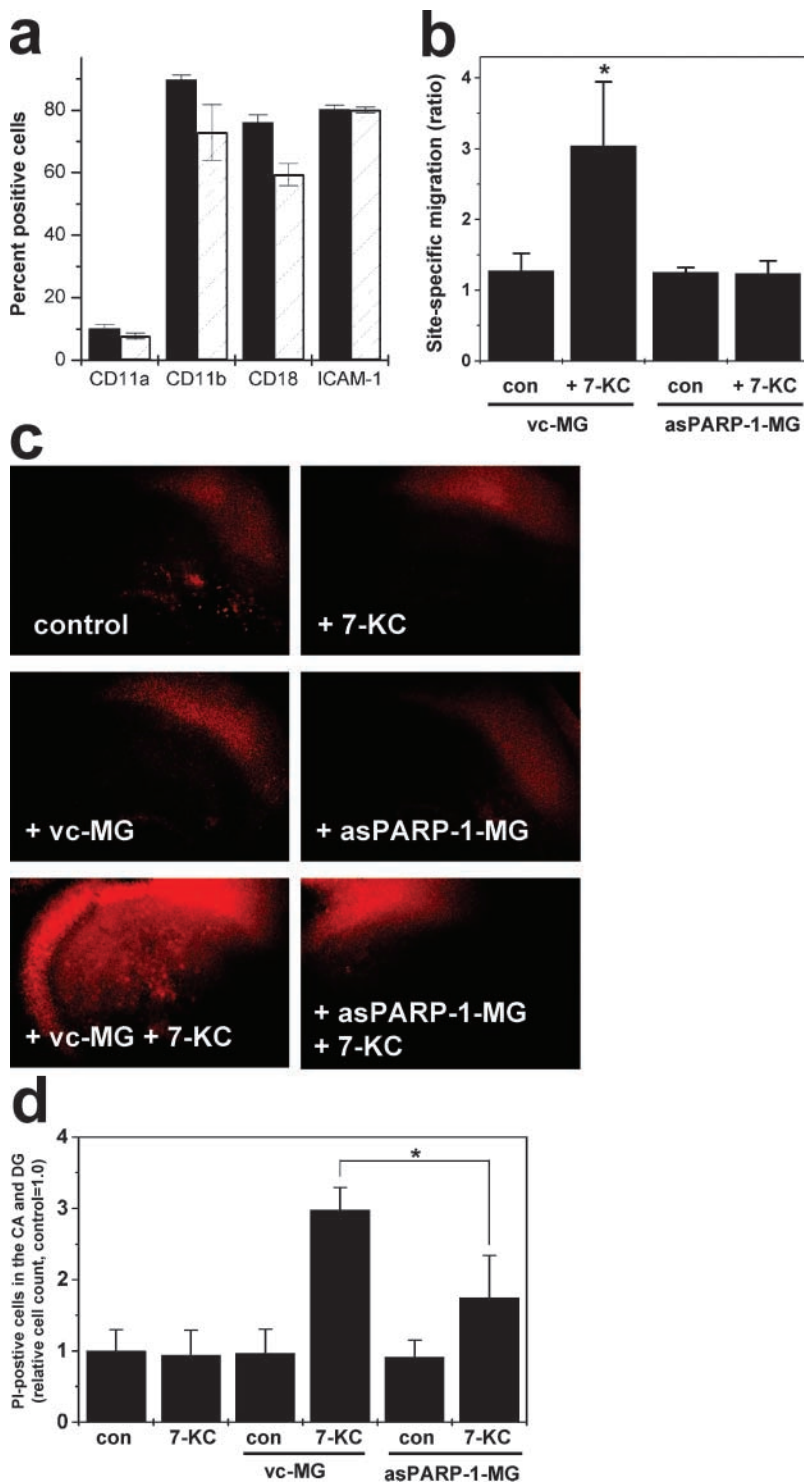 a
Percent positive cells
80
60
40
20
0
CD11a CD11b CD18 ICAM-1
b
Site-specific migration (ratio)
4
3
2
1
0
*
con + 7-KC con + 7-KC
vc-MG asPARP-1-MG
c
control
+ 7-KC
+ vc-MG
+ asPARP-1-MG
+ vc-MG + 7-KC
+ asPARP-1-MG
+ 7-KC
d
PI-postive cells in the CA and DG
(relative cell count, control=1.0)
4
3
2
1
0
*
con 7-KC con 7-KC con 7-KC
vc-MG asPARP-1-MG